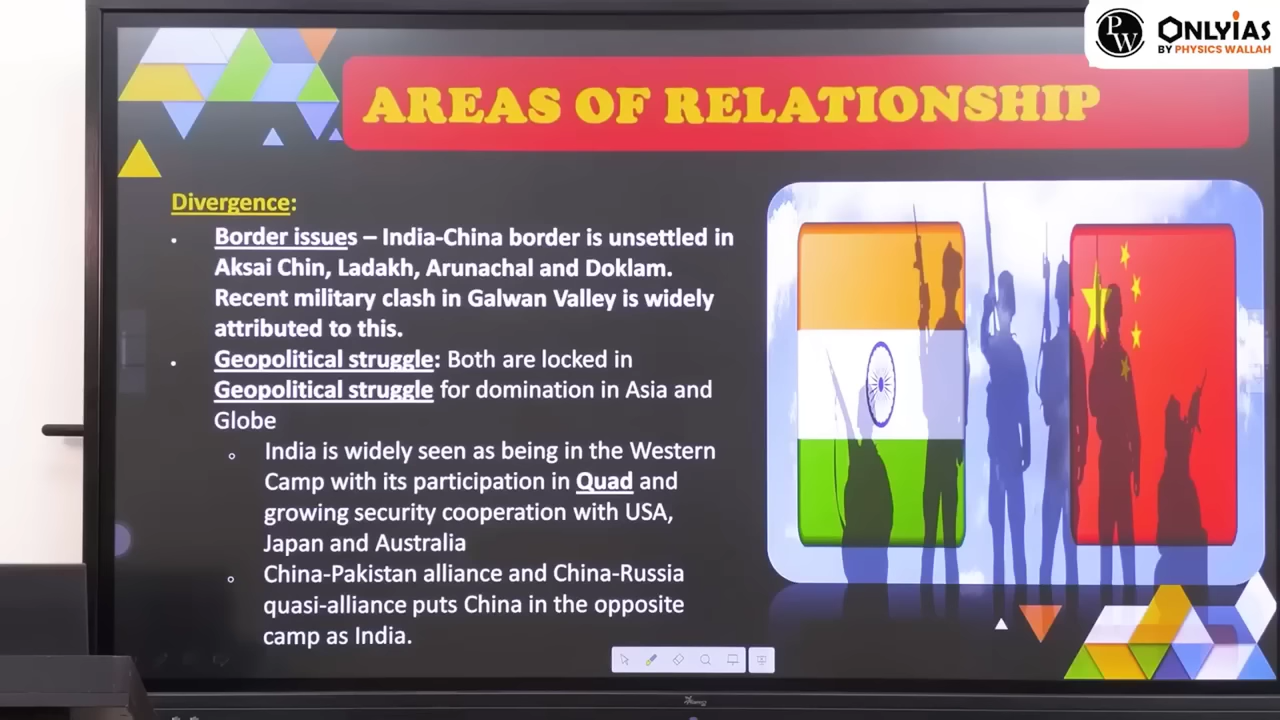 PW
ONLYIAS
BY PHYSICS WALLAH
AREAS OF RELATIONSHIP
Divergence:
• Border issues – India-China border is unsettled in
Aksai Chin, Ladakh, Arunachal and Doklam.
Recent military clash in Galwan Valley is widely
attributed to this.
• Geopolitical struggle: Both are locked in
Geopolitical struggle for domination in Asia and
Globe
○ India is widely seen as being in the Western
Camp with its participation in Quad and
growing security cooperation with USA,
Japan and Australia
○ China-Pakistan alliance and China-Russia
quasi-alliance puts China in the opposite
camp as India.